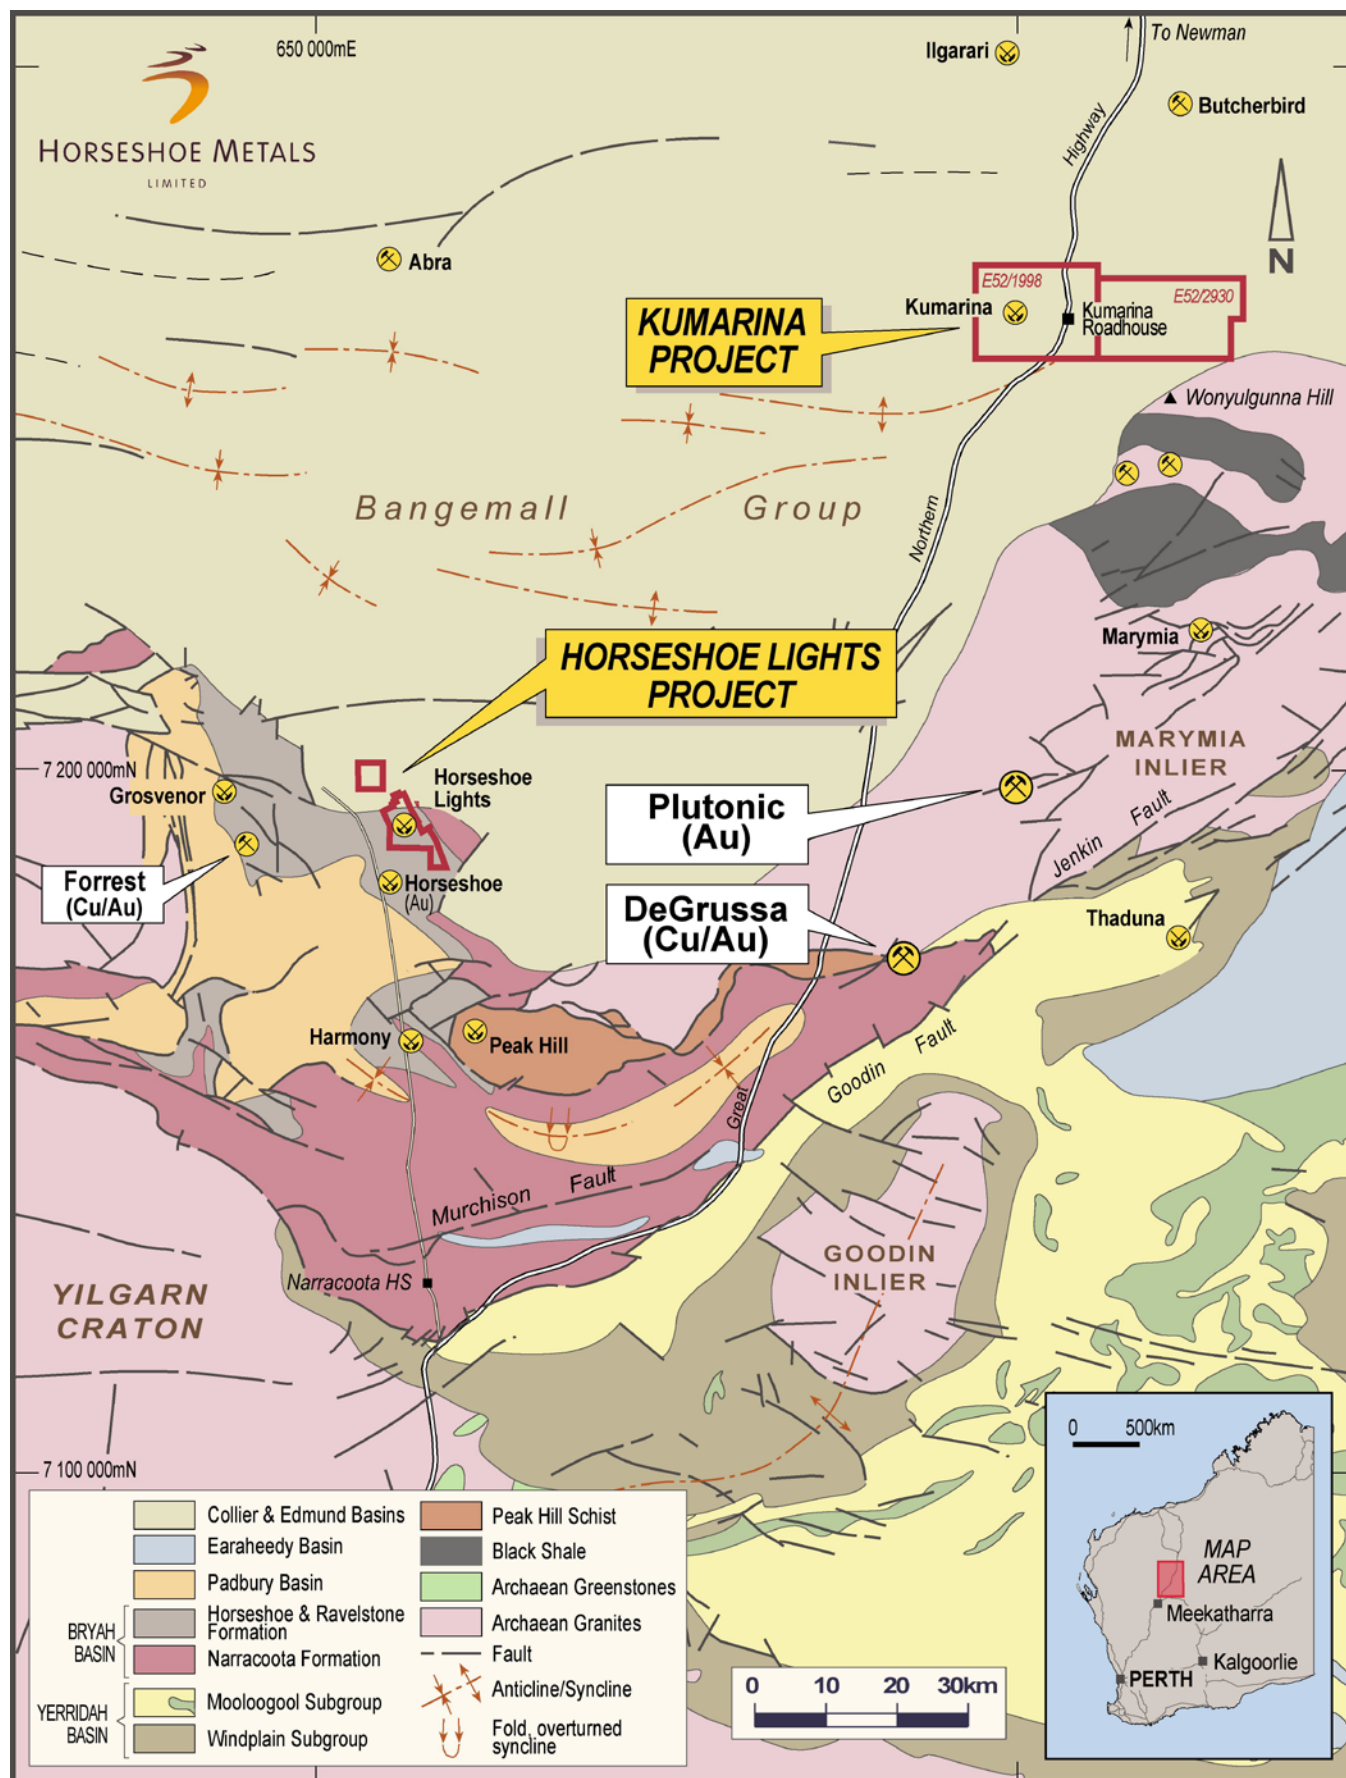 650 000mE
To Newman
Ilgarari
Butcherbird
Highway
HORSESHOE METALS
LIMITED
Abra
N
E52/1998
E52/2930
Kumarina
Kumarina
Roadhouse
KUMARINA
PROJECT
Wonyulgunna Hill
Bangemall Group
Northern
Marymia
HORSESHOE LIGHTS
PROJECT
MARYMIA
INLIER
7 200 000mN
Grosvenor
Horseshoe
Lights
Plutonic
(Au)
Jenkin Fault
Forrest
(Cu/Au)
Horseshoe
(Au)
DeGrussa
(Cu/Au)
Thaduna
Harmony
Peak Hill
Goodin Fault
Great
Murchison Fault
Narracoota HS
GOODIN
INLIER
YILGARN
CRATON
7 100 000mN
Collier & Edmund Basins
Earaheedy Basin
Padbury Basin
BRYAH
BASIN
Horseshoe & Ravelstone
Formation
Narracoota Formation
YERRIDAH
BASIN
Mooloogool Subgroup
Windplain Subgroup
Peak Hill Schist
Black Shale
Archaean Greenstones
Archaean Granites
Fault
Anticline/Syncline
Fold, overturned
syncline
0 10 20 30km
0 500km
MAP
AREA
Meekatharra
Kalgoorlie
PERTH